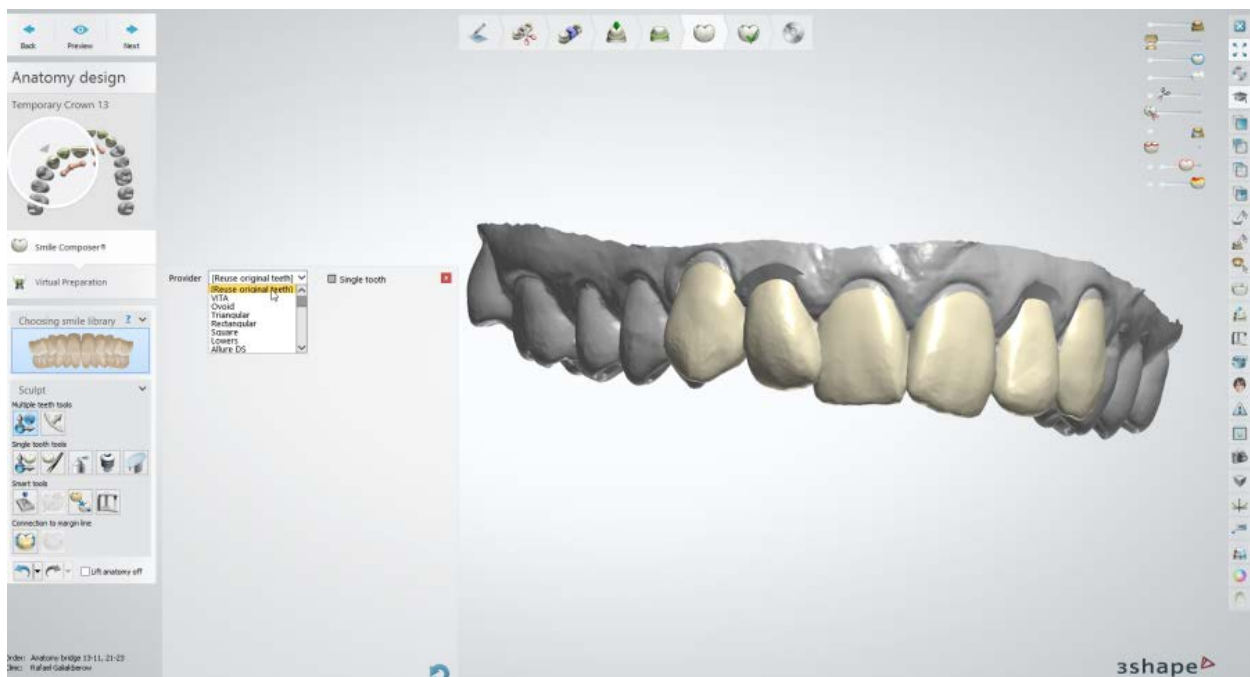 Back Preview Next
Anatomy design
Temporary Crown 13
Smile Composer®
Virtual Preparation
Provider [Reuse original teeth] Single tooth
[Reuse original teeth]
VITA
Ovoid
Triangular
Rectangular
Square
Lowers
Allure DS
Choosing smile library ?
Sculpt
Multiple teeth tools
Single tooth tools
Smart tools
Connection to margin line
Lift anatomy off
Order: Anatomy bridge 13-11, 21-23
Clinic: Rafael
3shape